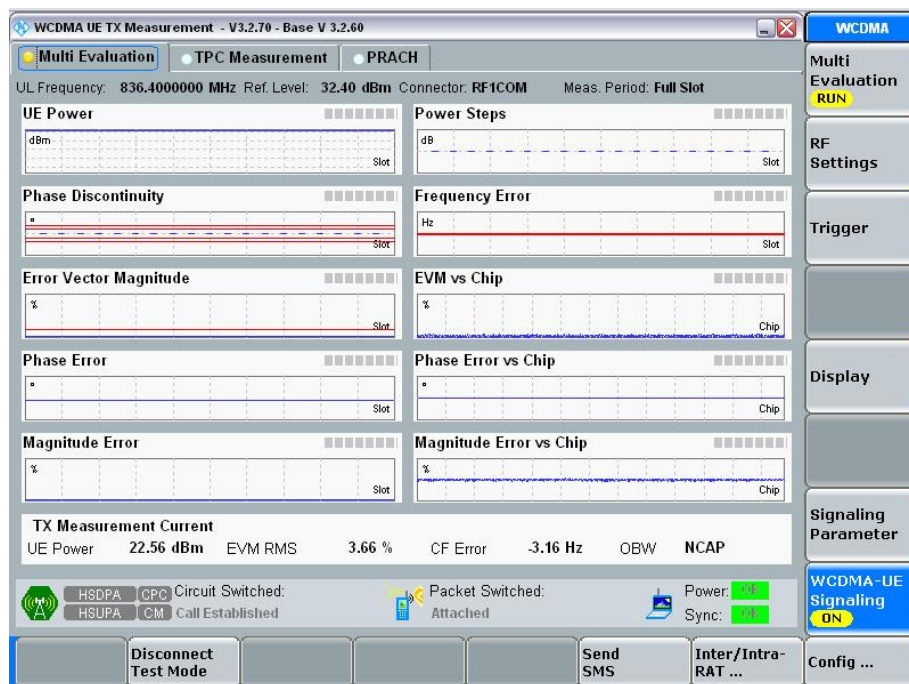 WCDMA UE TX Measurement - V3.2.70 - Base V 3.2.60
WCDMA
Multi Evaluation
TPC Measurement
PRACH
UL Frequency: 836.4000000 MHz Ref. Level: 32.40 dBm Connector: RF1COM Meas. Period: Full Slot
UE Power
dBm
Slot
Power Steps
dB
Slot
Phase Discontinuity
°
Slot
Frequency Error
Hz
Slot
Error Vector Magnitude
%
Slot
EVM vs Chip
%
Chip
Phase Error
°
Slot
Phase Error vs Chip
°
Chip
Magnitude Error
%
Slot
Magnitude Error vs Chip
%
Chip
TX Measurement Current
UE Power 22.56 dBm EVM RMS 3.66 % CF Error -3.16 Hz OBW NCAP
HSDPA CPC Circuit Switched:
HSUPA CM Call Established
Packet Switched:
Attached
Power: OK
Sync: OK
Multi
Evaluation
RUN
RF
Settings
Trigger
Display
Signaling
Parameter
WCDMA-UE
Signaling
ON
Disconnect
Test Mode
Send
SMS
Inter/Intra-
RAT ...
Config ...